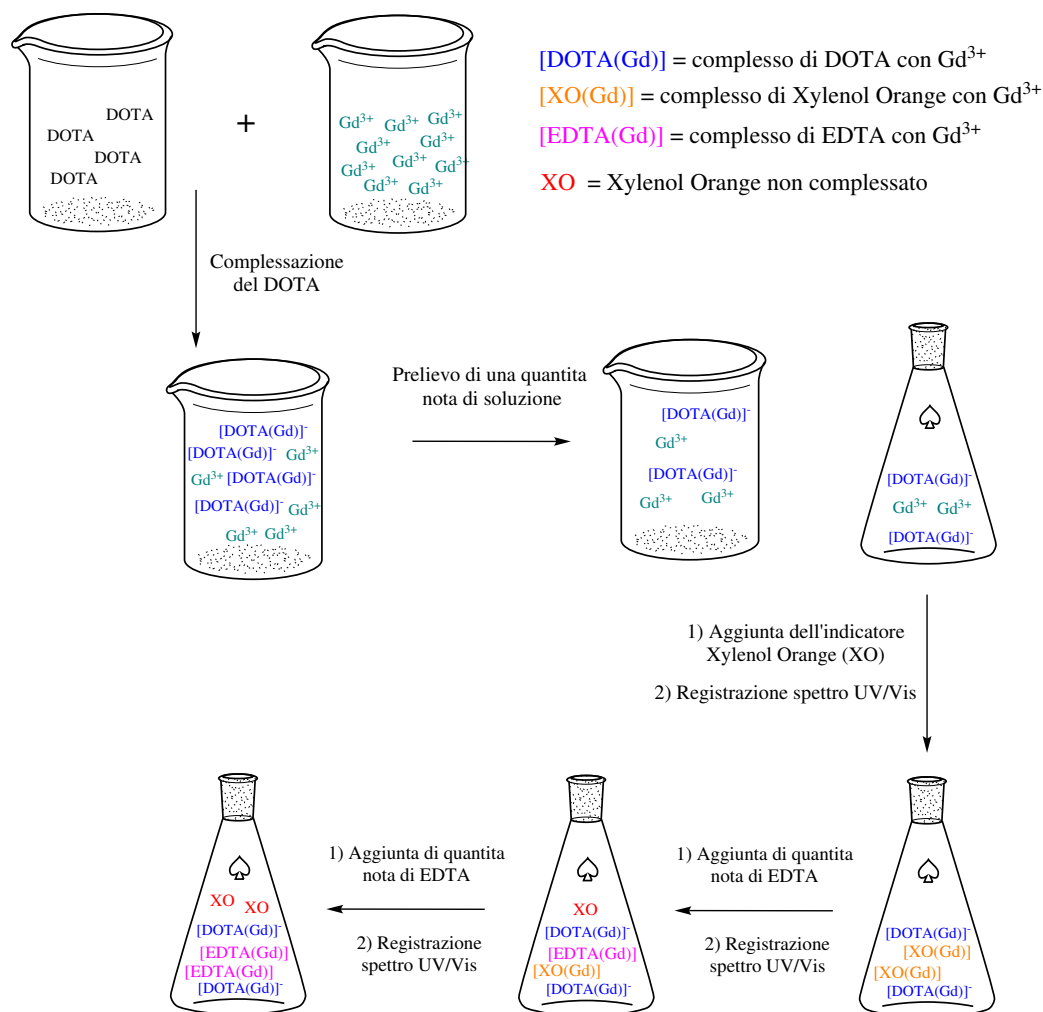 DOTA
DOTA
DOTA
DOTA
+
Gd³⁺ Gd³⁺ Gd³⁺
Gd³⁺ Gd³⁺
Gd³⁺ Gd³⁺ Gd³⁺
Gd³⁺ Gd³⁺ Gd³⁺
[DOTA(Gd)] = complesso di DOTA con Gd³⁺
[XO(Gd)] = complesso di Xylenol Orange con Gd³⁺
[EDTA(Gd)] = complesso di EDTA con Gd³⁺
XO = Xylenol Orange non complessato
Complessazione
del DOTA
[DOTA(Gd)]⁻
[DOTA(Gd)]⁻ Gd³⁺
Gd³⁺ [DOTA(Gd)]⁻
[DOTA(Gd)]⁻ Gd³⁺
Gd³⁺ Gd³⁺
Prelievo di una quantita
nota di soluzione
[DOTA(Gd)]⁻
Gd³⁺
[DOTA(Gd)]⁻
Gd³⁺ Gd³⁺
[DOTA(Gd)]⁻
Gd³⁺ Gd³⁺
[DOTA(Gd)]⁻
1) Aggiunta dell'indicatore
Xylenol Orange (XO)
2) Registrazione spettro UV/Vis
[DOTA(Gd)]⁻
[XO(Gd)]
[XO(Gd)]
[DOTA(Gd)]⁻
1) Aggiunta di quantita
nota di EDTA
2) Registrazione
spettro UV/Vis
XO
[DOTA(Gd)]⁻
[EDTA(Gd)]
[XO(Gd)]
[DOTA(Gd)]⁻
1) Aggiunta di quantita
nota di EDTA
2) Registrazione
spettro UV/Vis
XO XO
[DOTA(Gd)]⁻
[EDTA(Gd)]
[EDTA(Gd)]
[DOTA(Gd)]⁻